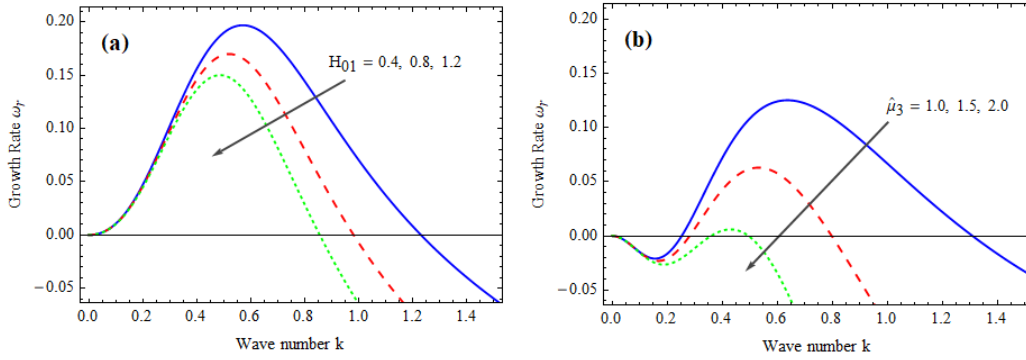 (a)
H01 = 0.4, 0.8, 1.2
Growth Rate ωr
0.20
0.15
0.10
0.05
0.00
−0.05
0.0 0.2 0.4 0.6 0.8 1.0 1.2 1.4
Wave number k
(b)
μ̂3 = 1.0, 1.5, 2.0
Growth Rate ωr
0.20
0.15
0.10
0.05
0.00
−0.05
0.0 0.2 0.4 0.6 0.8 1.0 1.2 1.4
Wave number k